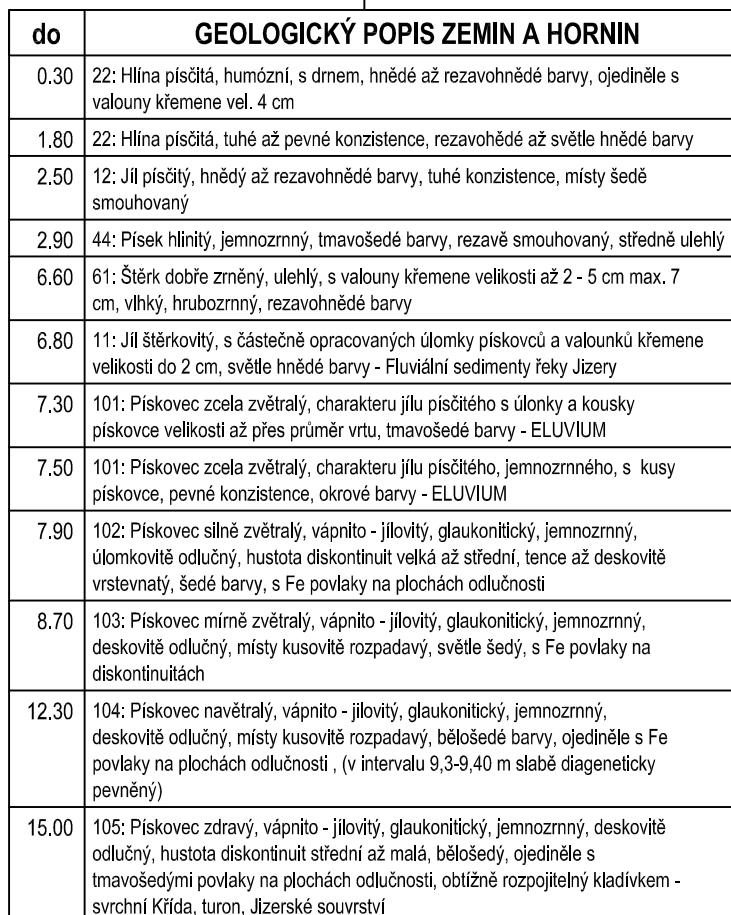 do GEOLOGICKÝ POPIS ZEMIN A HORNIN
0.30 22: Hlína písčitá, humózní, s drnem, hnědé až rezavohnědé barvy, ojediněle s
valouny křemene vel. 4 cm
1.80 22: Hlína písčitá, tuhé až pevné konzistence, rezavohědé až světle hnědé barvy
2.50 12: Jíl písčitý, hnědý až rezavohnědé barvy, tuhé konzistence, místy šedě
smouhovaný
2.90 44: Písek hlinitý, jemnozrnný, tmavošedé barvy, rezavě smouhovaný, středně ulehlý
6.60 61: Štěrk dobře zrněný, ulehlý, s valouny křemene velikosti až 2 - 5 cm max. 7
cm, vlhký, hrubozrnný, rezavohnědé barvy
6.80 11: Jíl štěrkovitý, s částečně opracovaných úlomky pískovců a valounků křemene
velikosti do 2 cm, světle hnědé barvy - Fluviální sedimenty řeky Jizery
7.30 101: Pískovec zcela zvětralý, charakteru jílu písčitého s úlonky a kousky
pískovce velikosti až přes průměr vrtu, tmavošedé barvy - ELUVIUM
7.50 101: Pískovec zcela zvětralý, charakteru jílu písčitého, jemnozrnného, s kusy
pískovce, pevné konzistence, okrové barvy - ELUVIUM
7.90 102: Pískovec silně zvětralý, vápnito - jílovitý, glaukonitický, jemnozrnný,
úlomkovitě odlučný, hustota diskontinuit velká až střední, tence až deskovitě
vrstevnatý, šedé barvy, s Fe povlaky na plochách odlučnosti
8.70 103: Pískovec mírně zvětralý, vápnito - jílovitý, glaukonitický, jemnozrnný,
deskovitě odlučný, místy kusovitě rozpadavý, světle šedý, s Fe povlaky na
diskontinuitách
12.30 104: Pískovec navětralý, vápnito - jilovitý, glaukonitický, jemnozrnný,
deskovitě odlučný, místy kusovitě rozpadavý, bělošedé barvy, ojediněle s Fe
povlaky na plochách odlučnosti , (v intervalu 9,3-9,40 m slabě diageneticky
pevněný)
15.00 105: Pískovec zdravý, vápnito - jílovitý, glaukonitický, jemnozrnný, deskovitě
odlučný, hustota diskontinuit střední až malá, bělošedý, ojediněle s
tmavošedými povlaky na plochách odlučnosti, obtížně rozpojitelný kladívkem -
svrchní Křída, turon, Jizerské souvrství